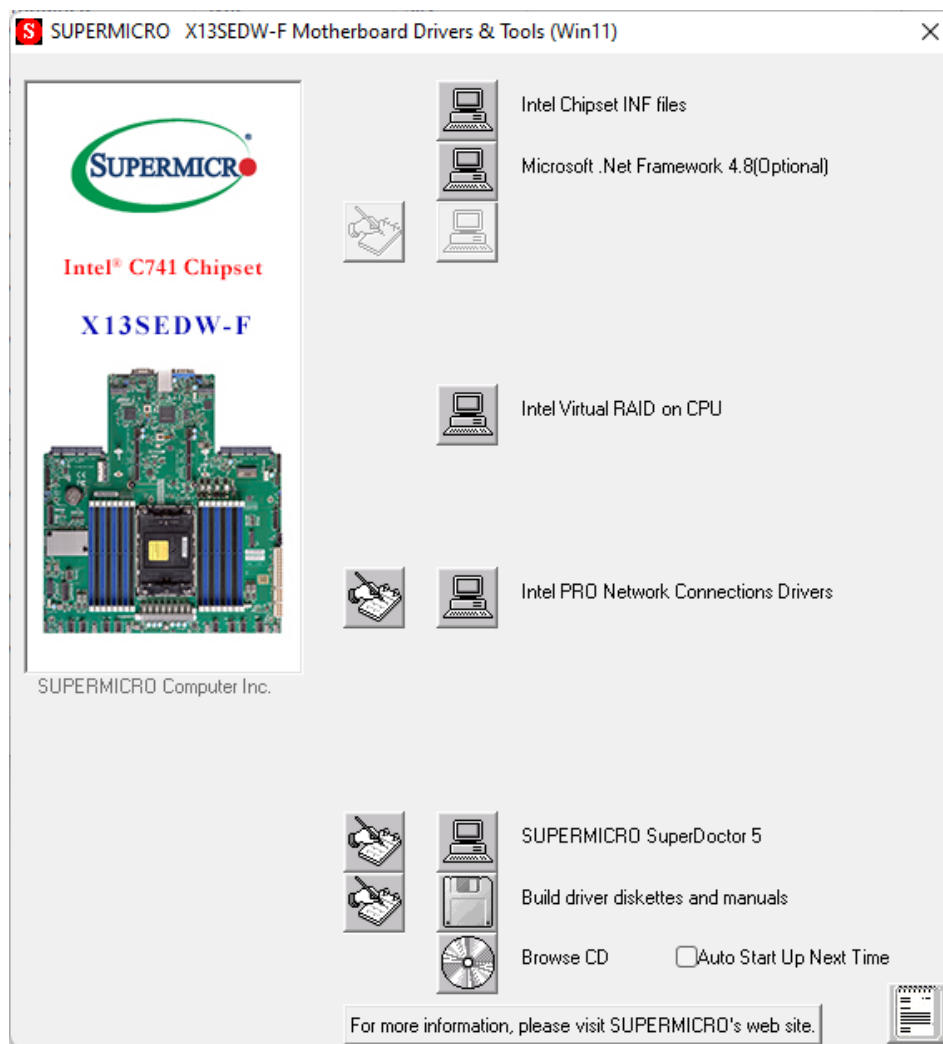 S SUPERMICRO X13SEDW-F Motherboard Drivers & Tools (Win11)
SUPERMICR
Intel® C741 Chipset
X13SEDW-F
SUPERMICRO Computer Inc.
Intel Chipset INF files
Microsoft .Net Framework 4.8(Optional)
Intel Virtual RAID on CPU
Intel PRO Network Connections Drivers
SUPERMICRO SuperDoctor 5
Build driver diskettes and manuals
Browse CD
Auto Start Up Next Time
For more information, please visit SUPERMICRO's web site.